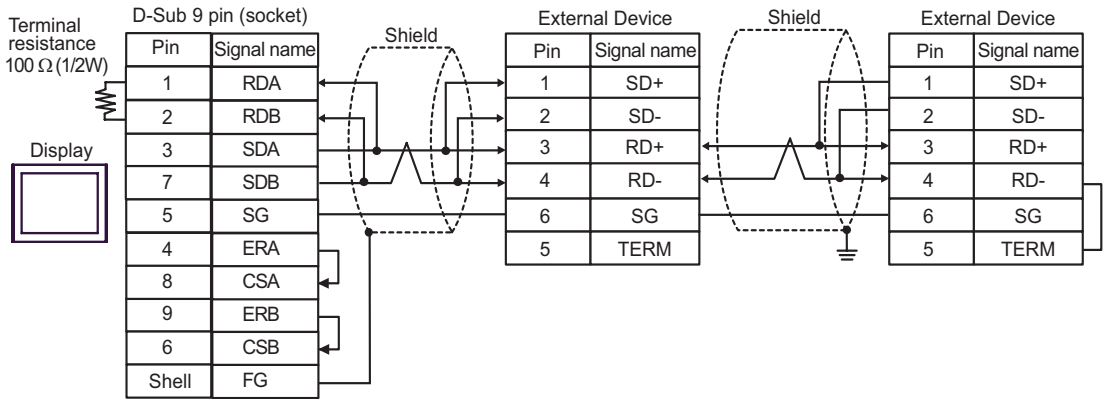 Terminal
resistance
100 Ω (1/2W)
D-Sub 9 pin (socket)
Pin Signal name
1 RDA
2 RDB
3 SDA
7 SDB
5 SG
4 ERA
8 CSA
9 ERB
6 CSB
Shell FG
Display
Shield
External Device
Pin Signal name
1 SD+
2 SD-
3 RD+
4 RD-
6 SG
5 TERM
Shield
External Device
Pin Signal name
1 SD+
2 SD-
3 RD+
4 RD-
6 SG
5 TERM